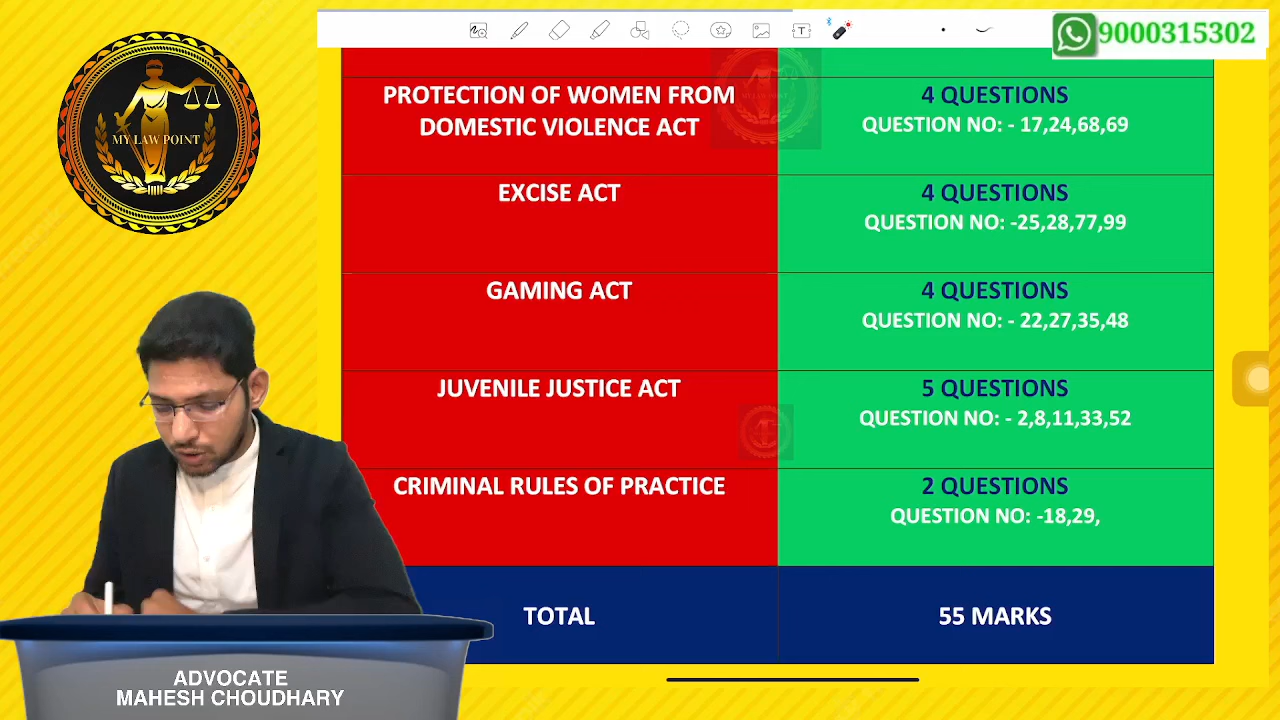 9000315302
MY LAW POINT
PROTECTION OF WOMEN FROM
DOMESTIC VIOLENCE ACT
4 QUESTIONS
QUESTION NO: - 17,24,68,69
EXCISE ACT
4 QUESTIONS
QUESTION NO: -25,28,77,99
GAMING ACT
4 QUESTIONS
QUESTION NO: - 22,27,35,48
JUVENILE JUSTICE ACT
5 QUESTIONS
QUESTION NO: - 2,8,11,33,52
CRIMINAL RULES OF PRACTICE
2 QUESTIONS
QUESTION NO: -18,29,
TOTAL
55 MARKS
ADVOCATE
MAHESH CHOUDHARY